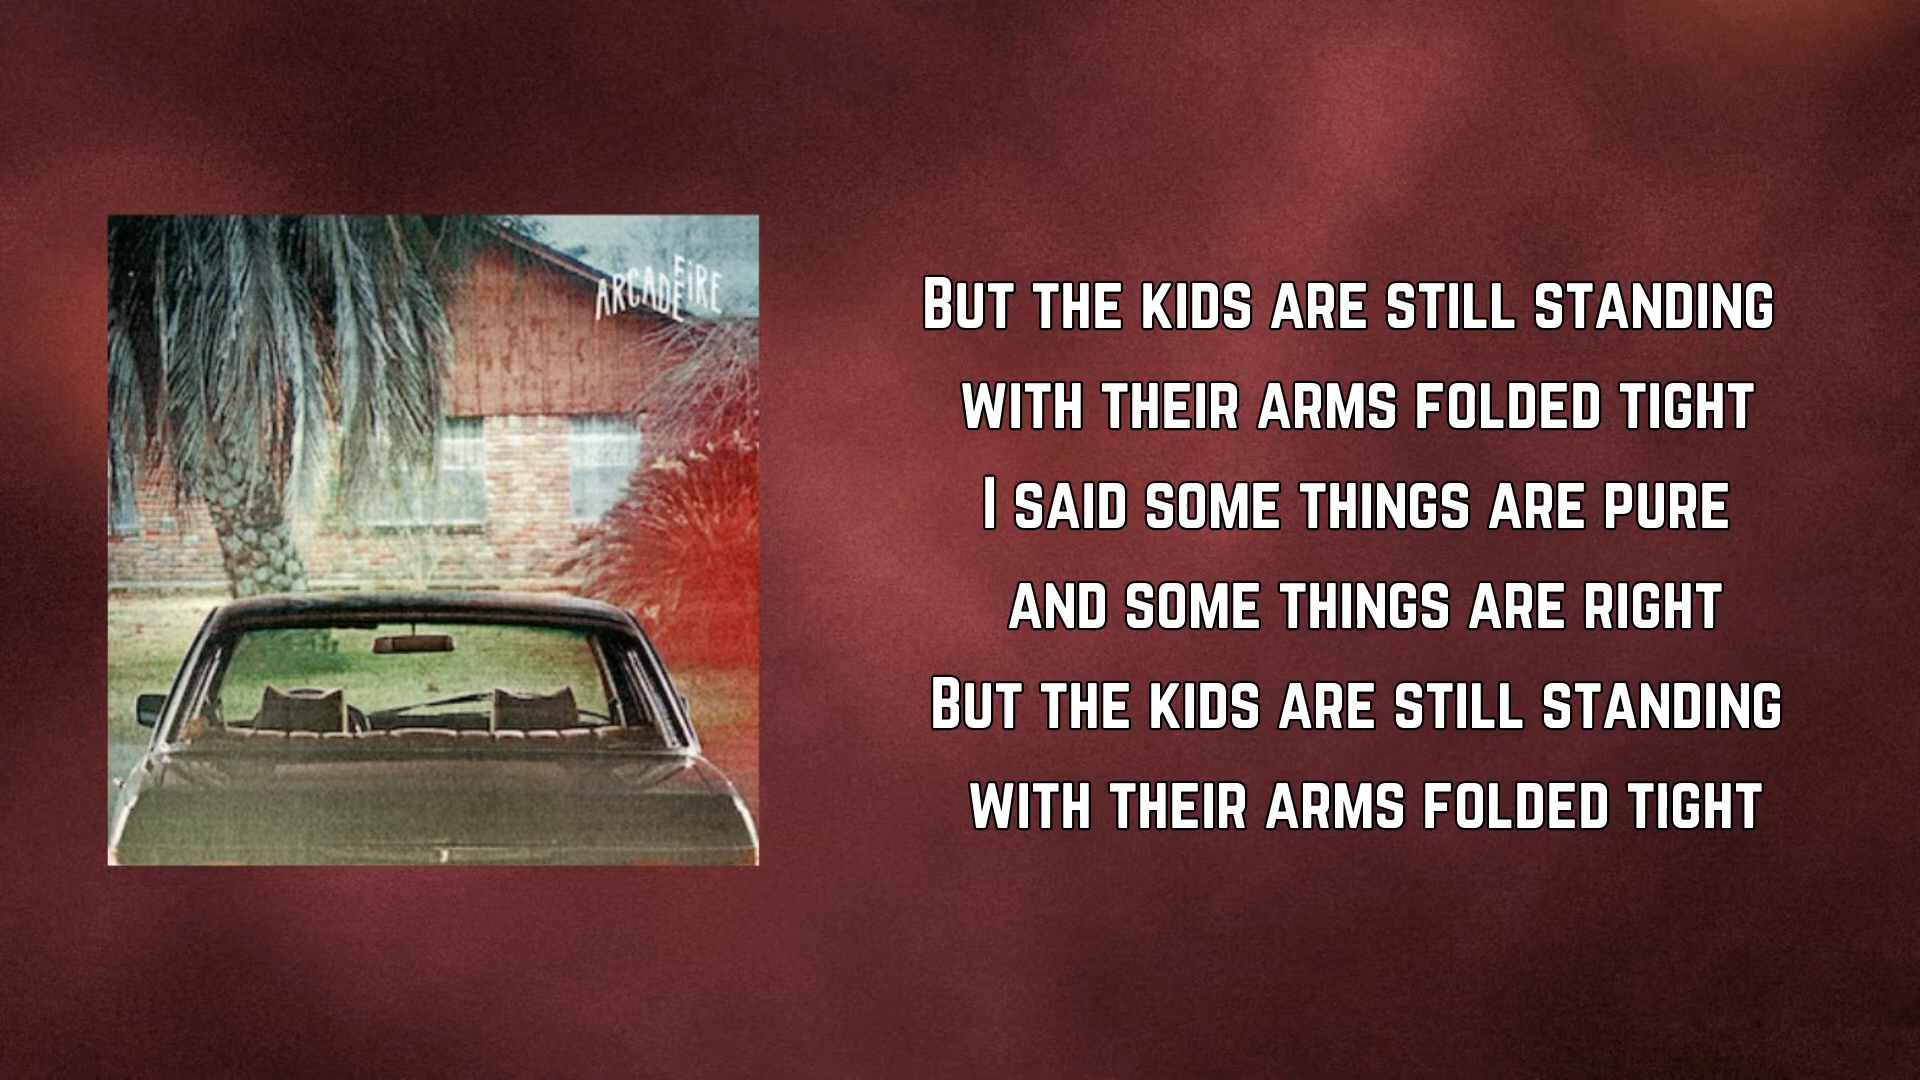 ARCADE FIRE
But the kids are still standing
with their arms folded tight
I said some things are pure
and some things are right
But the kids are still standing
with their arms folded tight